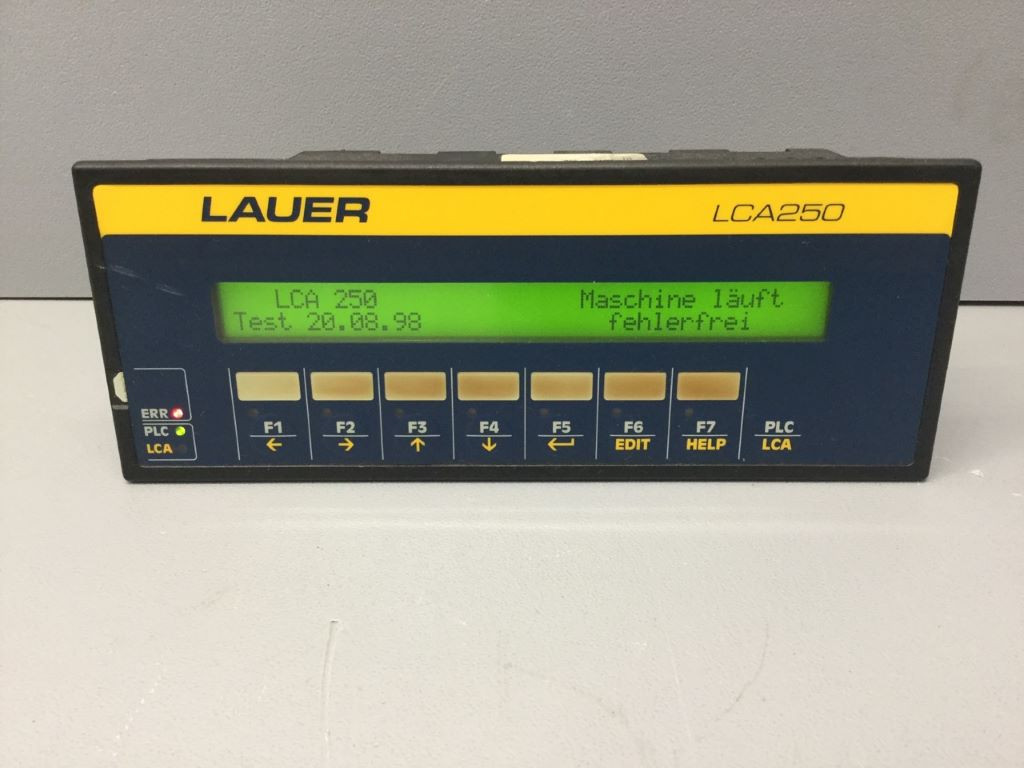 LAUER LCA250
LCA 250 Maschine läuft
Test 20.08.98 fehlerfrei
ERR
PLC F1 F2 F3 F4 F5 F6 F7 PLC
LCA ← → ↑ ↓ ↵ EDIT HELP LCA